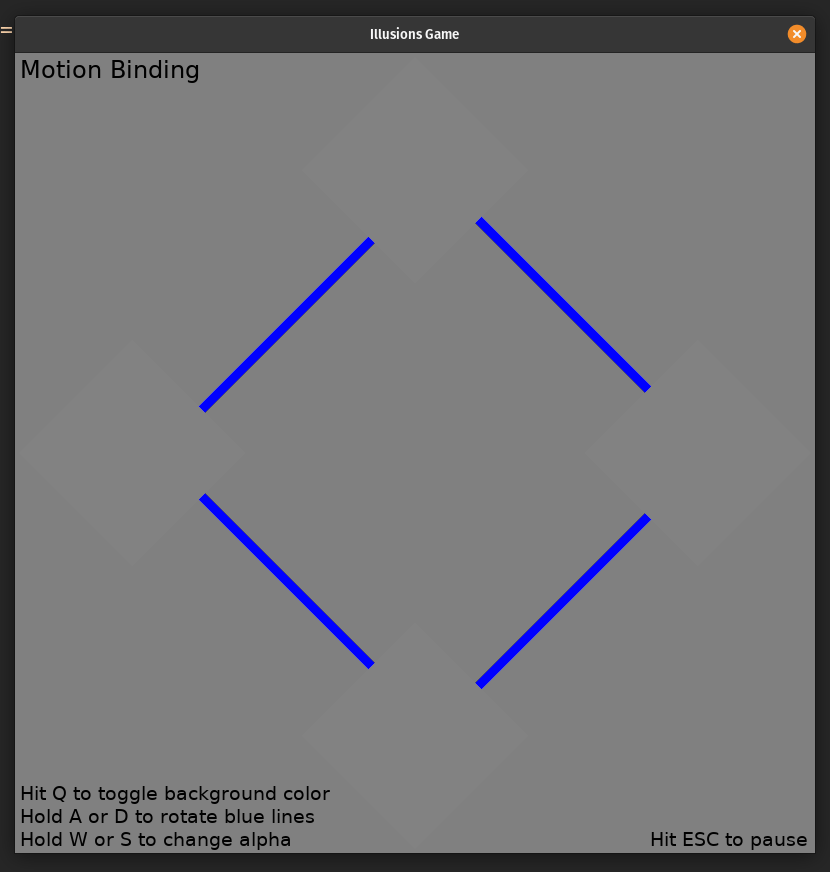 Illusions Game
Motion Binding
Hit Q to toggle background color
Hold A or D to rotate blue lines
Hold W or S to change alpha
Hit ESC to pause